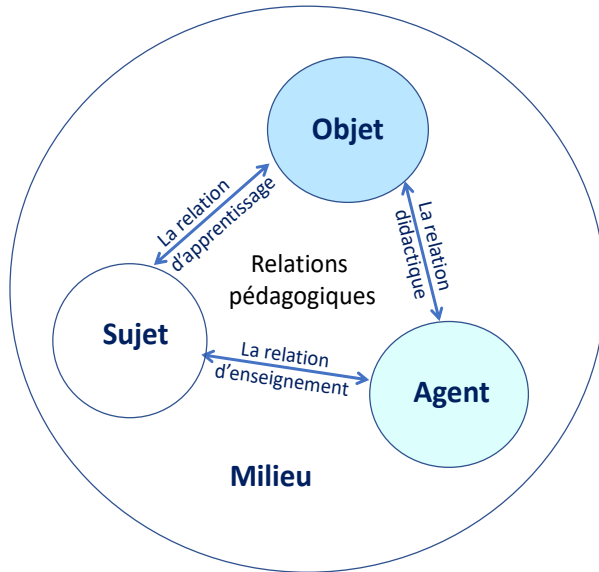 Objet
La relation
d'apprentissage
La relation
didactique
Relations
pédagogiques
Sujet
La relation
d'enseignement
Agent
Milieu